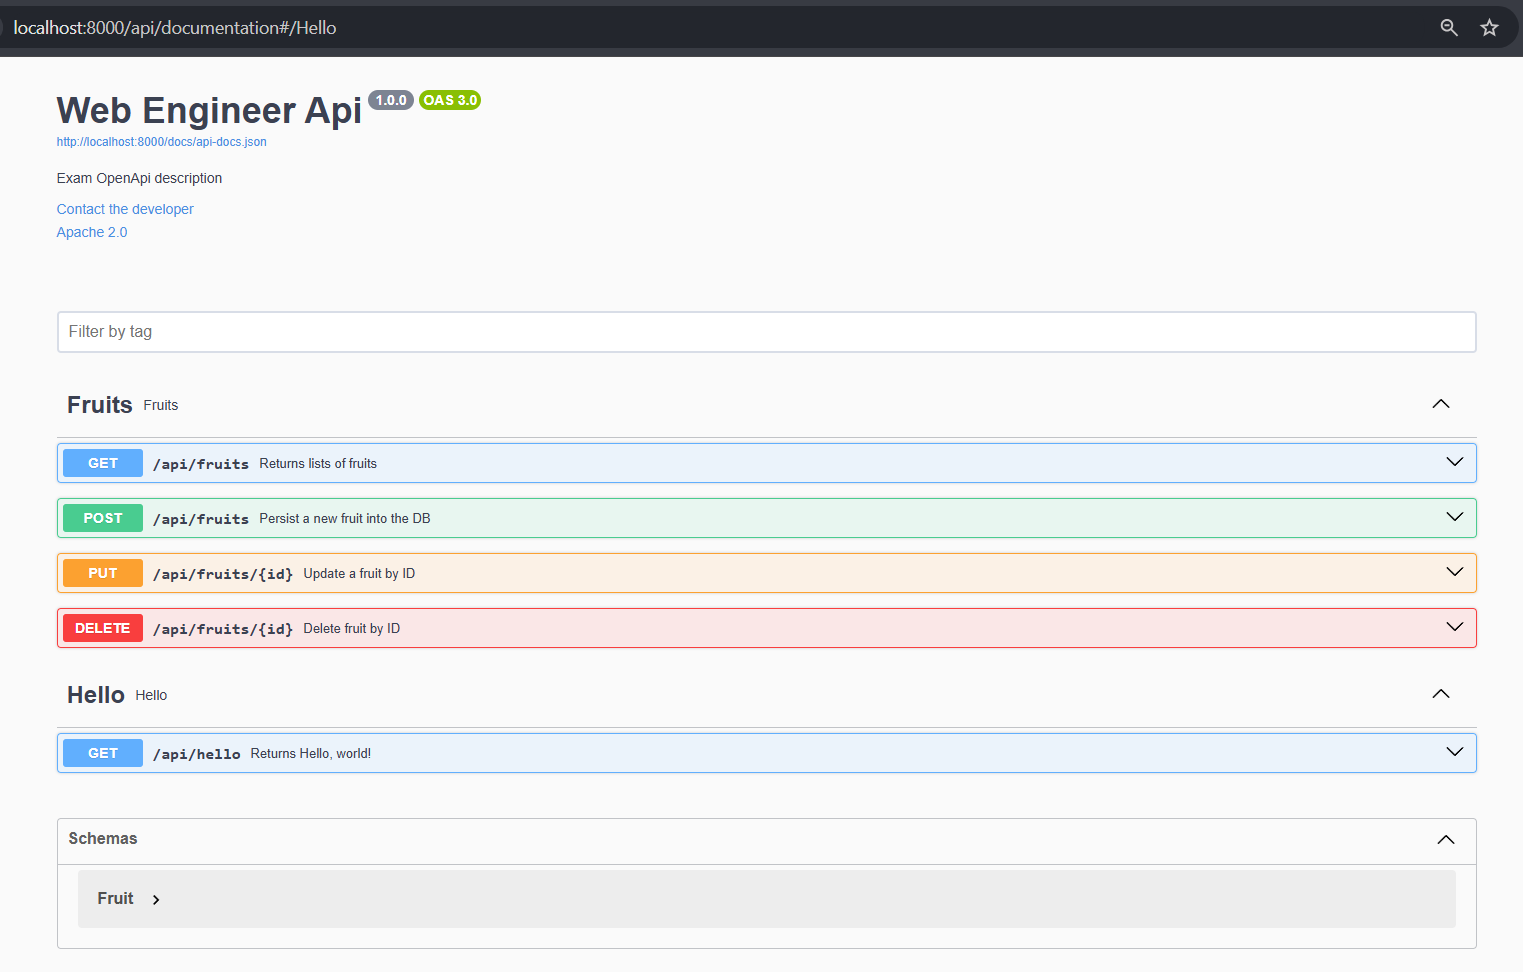 localhost:8000/api/documentation#/Hello
Web Engineer Api 1.0.0 OAS 3.0
http://localhost:8000/docs/api-docs.json
Exam OpenApi description
Contact the developer
Apache 2.0
Filter by tag
Fruits Fruits
GET /api/fruits Returns lists of fruits
POST /api/fruits Persist a new fruit into the DB
PUT /api/fruits/{id} Update a fruit by ID
DELETE /api/fruits/{id} Delete fruit by ID
Hello Hello
GET /api/hello Returns Hello, world!
Schemas
Fruit